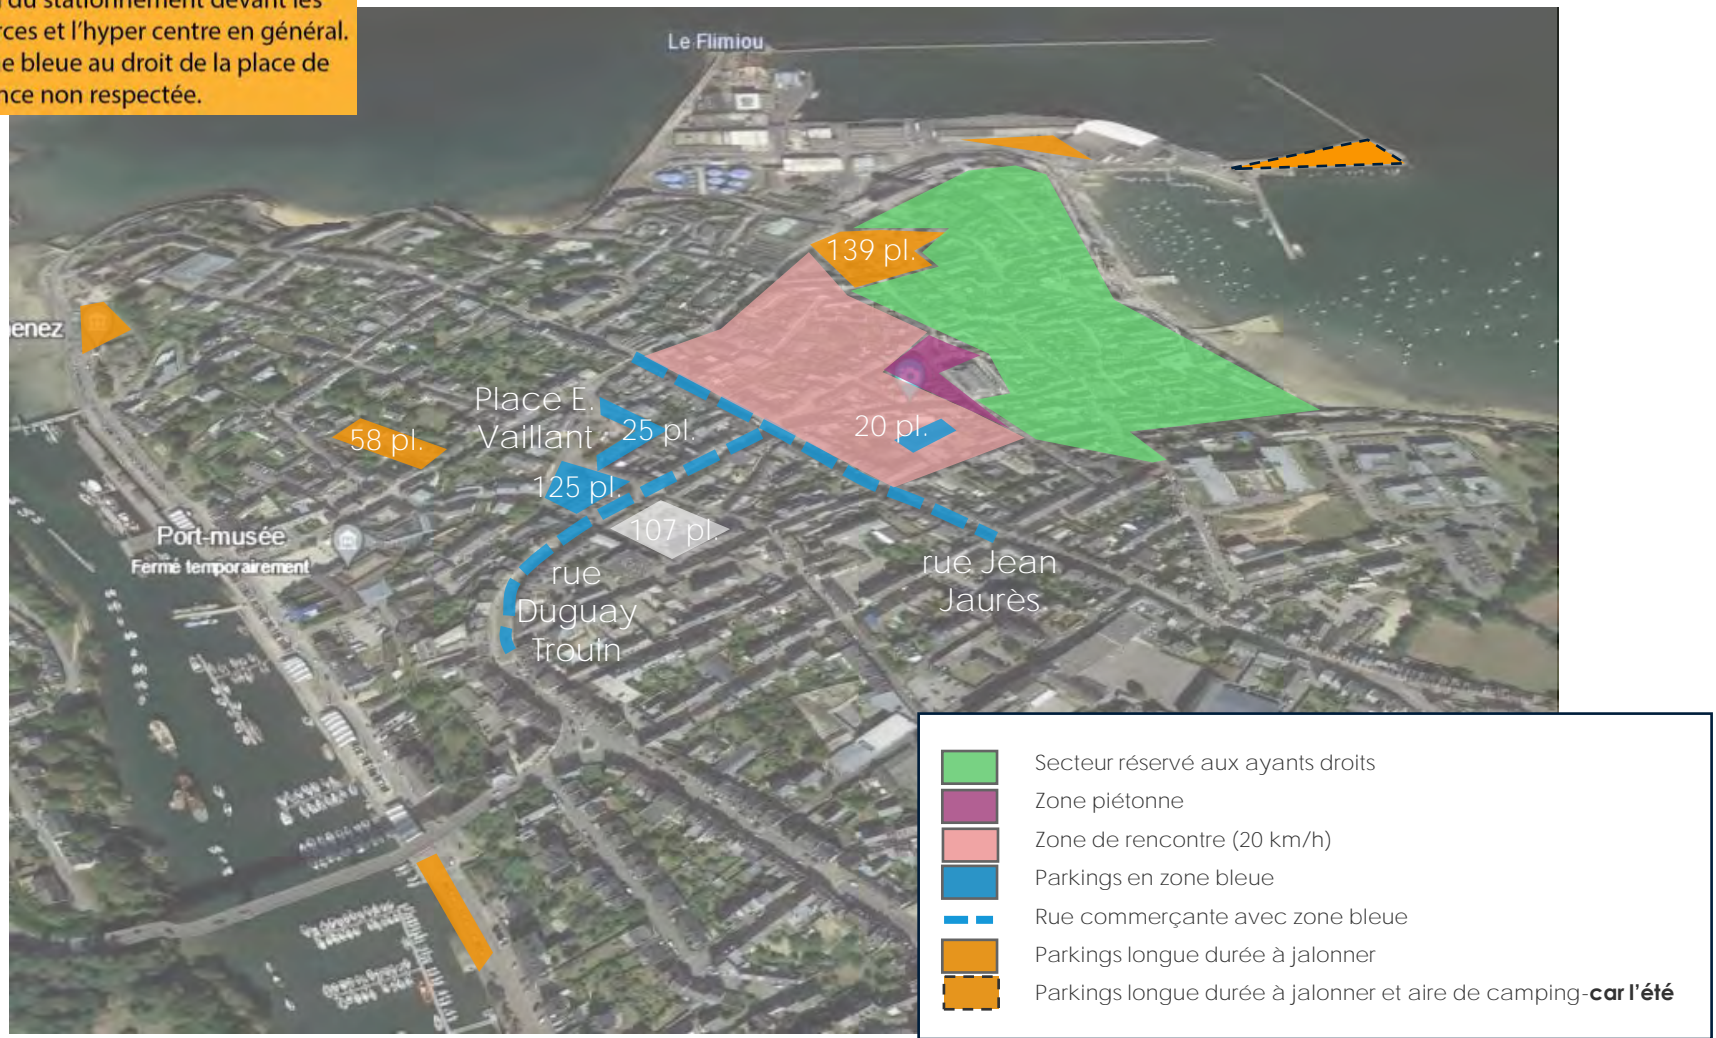 du stationnement devant les
rces et l'hyper centre en général.
e bleue au droit de la place de
nce non respectée.
Le Flimiou
139 pl.
enez
Place E.
Vaillant
25 pl.
20 pl.
58 pl.
125 pl.
107 pl.
Port-musée
Fermé temporairement
rue
Duguay
Trouin
rue Jean
Jaurès
Secteur réservé aux ayants droits
Zone piétonne
Zone de rencontre (20 km/h)
Parkings en zone bleue
Rue commerçante avec zone bleue
Parkings longue durée à jalonner
Parkings longue durée à jalonner et aire de camping-car l'été